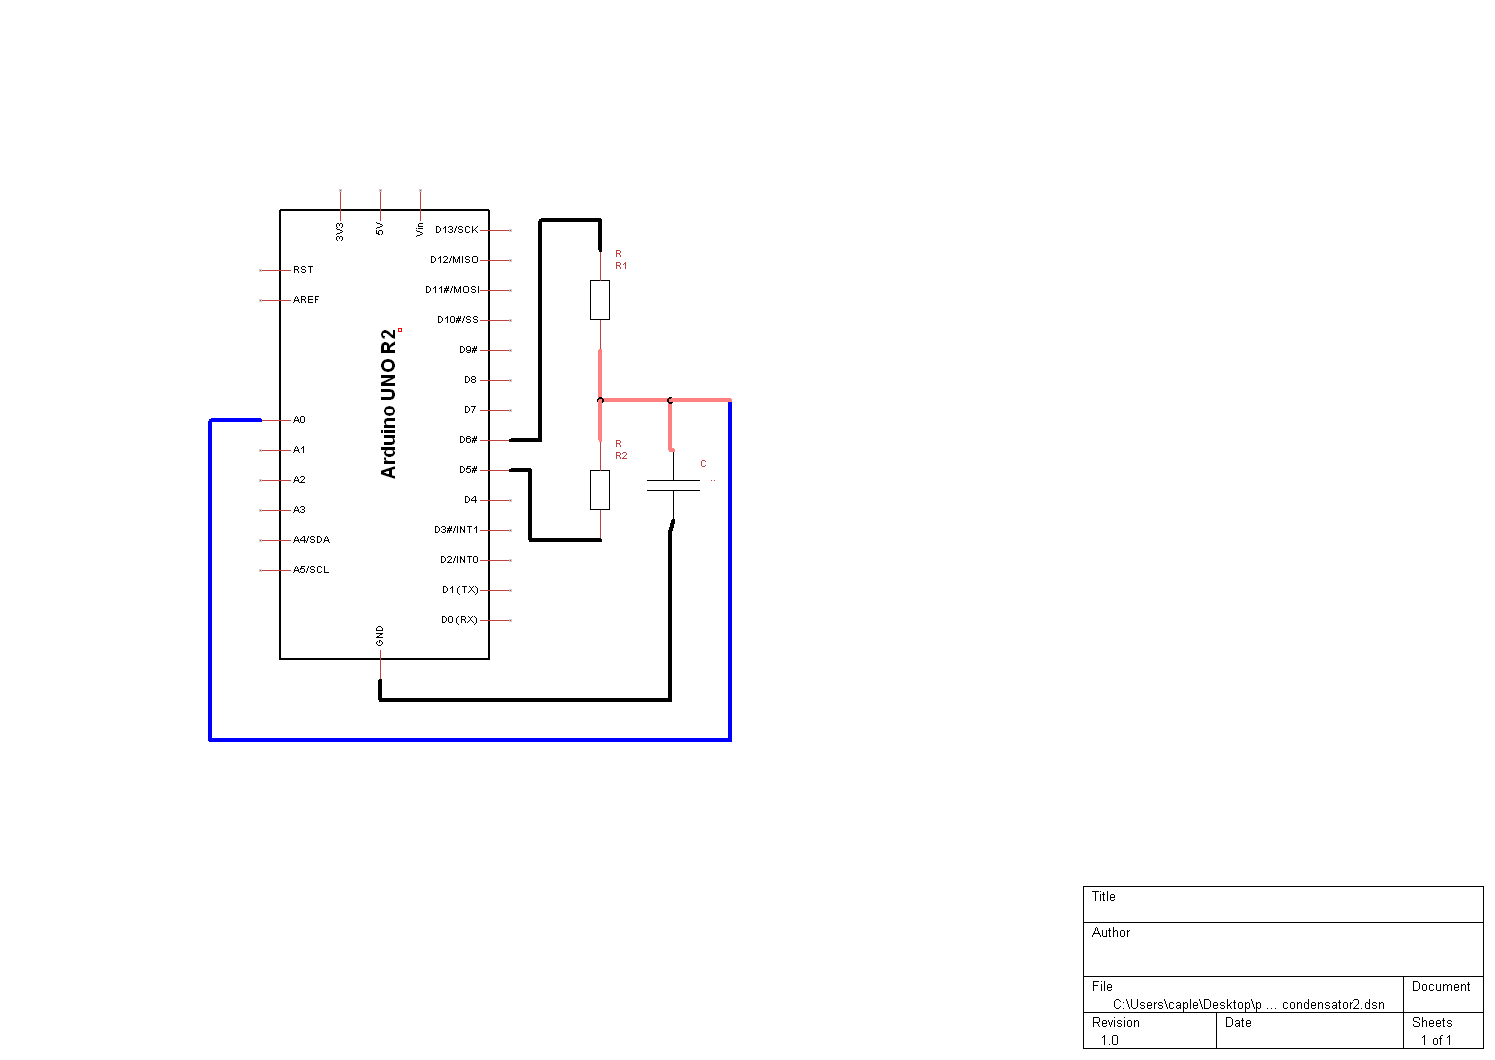 3V3
5V
Vin
RST
AREF
A0
A1
A2
A3
A4/SDA
A5/SCL
Arduino UNO R2
D13/SCK
D12/MISO
D11#/MOSI
D10#/SS
D9#
D8
D7
D6#
D5#
D4
D3#/INT1
D2/INT0
D1(TX)
D0(RX)
GND
R
R1
R
R2
C
Title
Author
File
C:\Users\caple\Desktop\p ... condensator2.dsn
Document
Revision
1.0
Date
Sheets
1 of 1